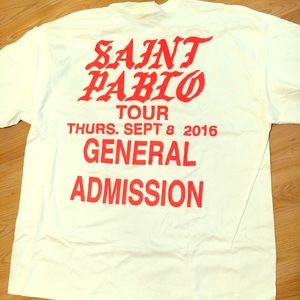 SAINT
PABLO
TOUR
THURS. SEPT 8 2016
GENERAL
ADMISSION